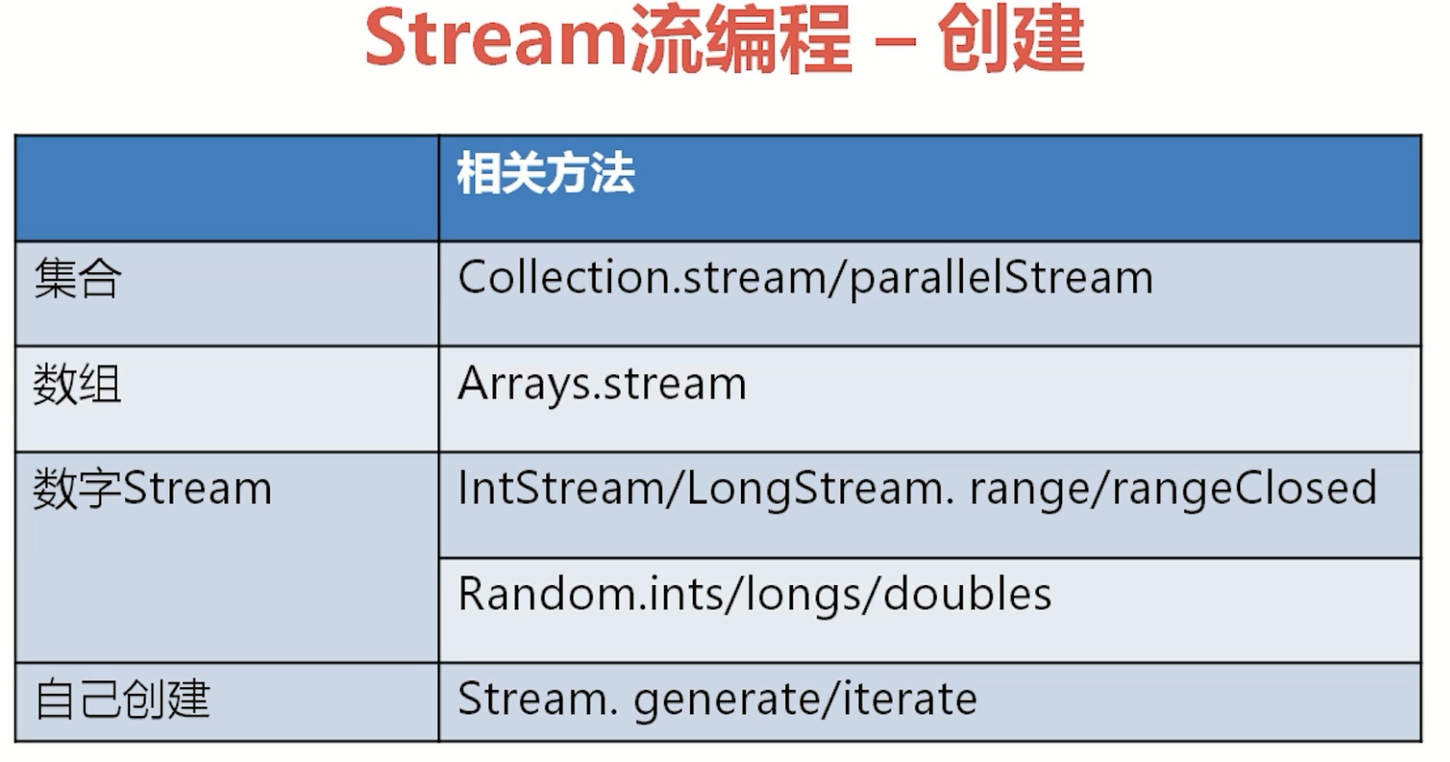 Stream流编程 – 创建
相关方法
集合
Collection.stream/parallelStream
数组
Arrays.stream
数字Stream
IntStream/LongStream. range/rangeClosed
Random.ints/longs/doubles
自己创建
Stream. generate/iterate